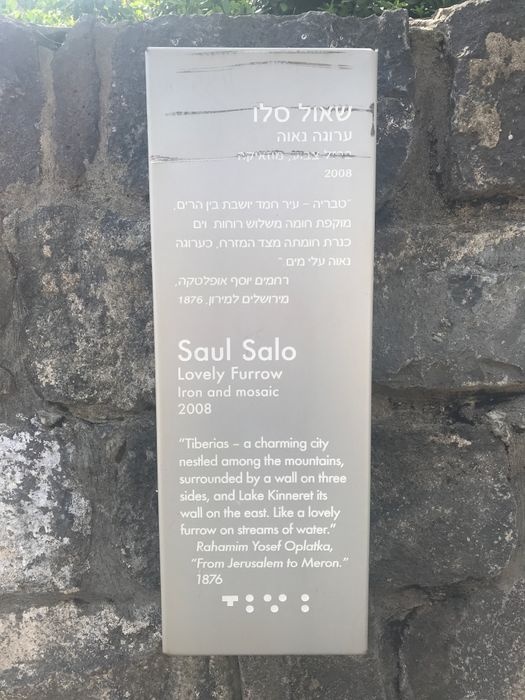 שאול סלו
ערוגה נאוה
ברזל צבוע, מוזאיקה
2008
"טבריה – עיר חמד יושבת בין הרים,
מוקפת חומה משלוש רוחות. וים
כנרת חומתה מצד המזרח, כערוגה
נאוה עלי מים."
רחמים יוסף אופלטקה,
מירושלים למירון, 1876
Saul Salo
Lovely Furrow
Iron and mosaic
2008
"Tiberias – a charming city
nestled among the mountains,
surrounded by a wall on three
sides, and Lake Kinneret its
wall on the east. Like a lovely
furrow on streams of water."
Rahamim Yosef Oplatka,
"From Jerusalem to Meron."
1876